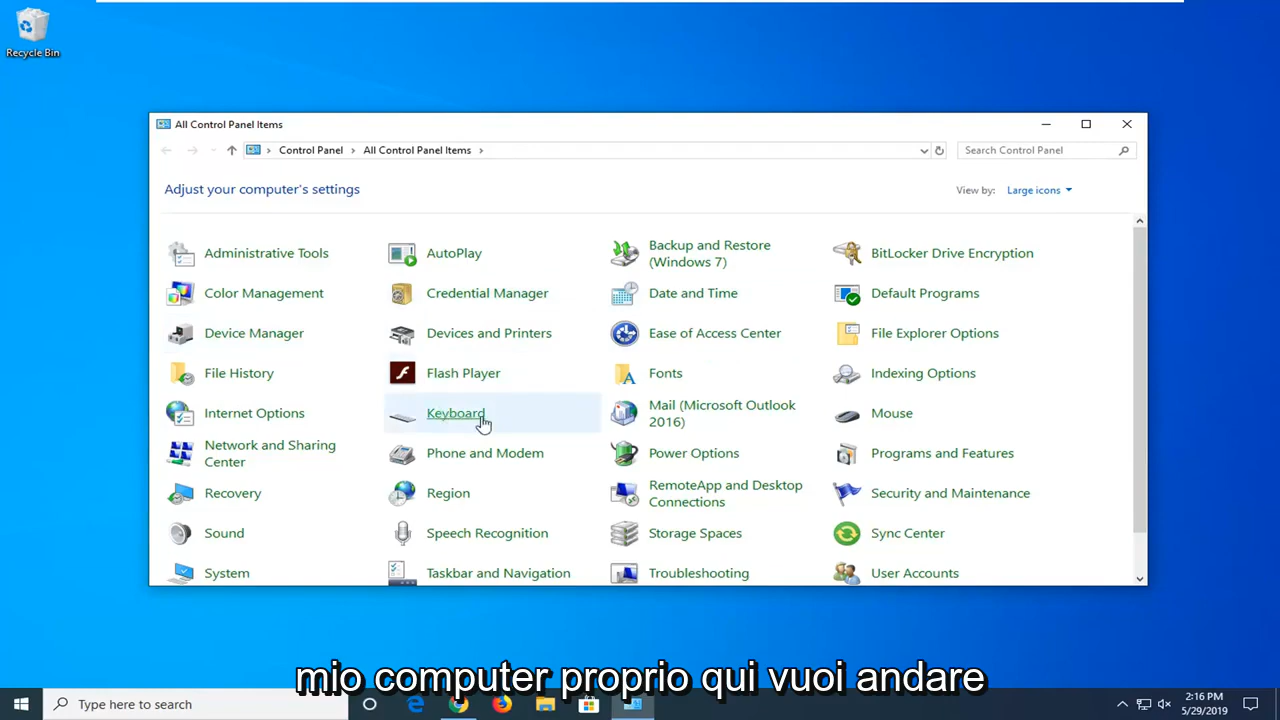 Recycle Bin
All Control Panel Items
Control Panel > All Control Panel Items >
Search Control Panel
Adjust your computer's settings
View by: Large icons
Administrative Tools
AutoPlay
Backup and Restore
(Windows 7)
BitLocker Drive Encryption
Color Management
Credential Manager
Date and Time
Default Programs
Device Manager
Devices and Printers
Ease of Access Center
File Explorer Options
File History
Flash Player
Fonts
Indexing Options
Internet Options
Keyboard
Mail (Microsoft Outlook
2016)
Mouse
Network and Sharing
Center
Phone and Modem
Power Options
Programs and Features
Recovery
Region
RemoteApp and Desktop
Connections
Security and Maintenance
Sound
Speech Recognition
Storage Spaces
Sync Center
System
Taskbar and Navigation
Troubleshooting
User Accounts
mio computer proprio qui vuoi andare
Type here to search
2:16 PM
5/29/2019